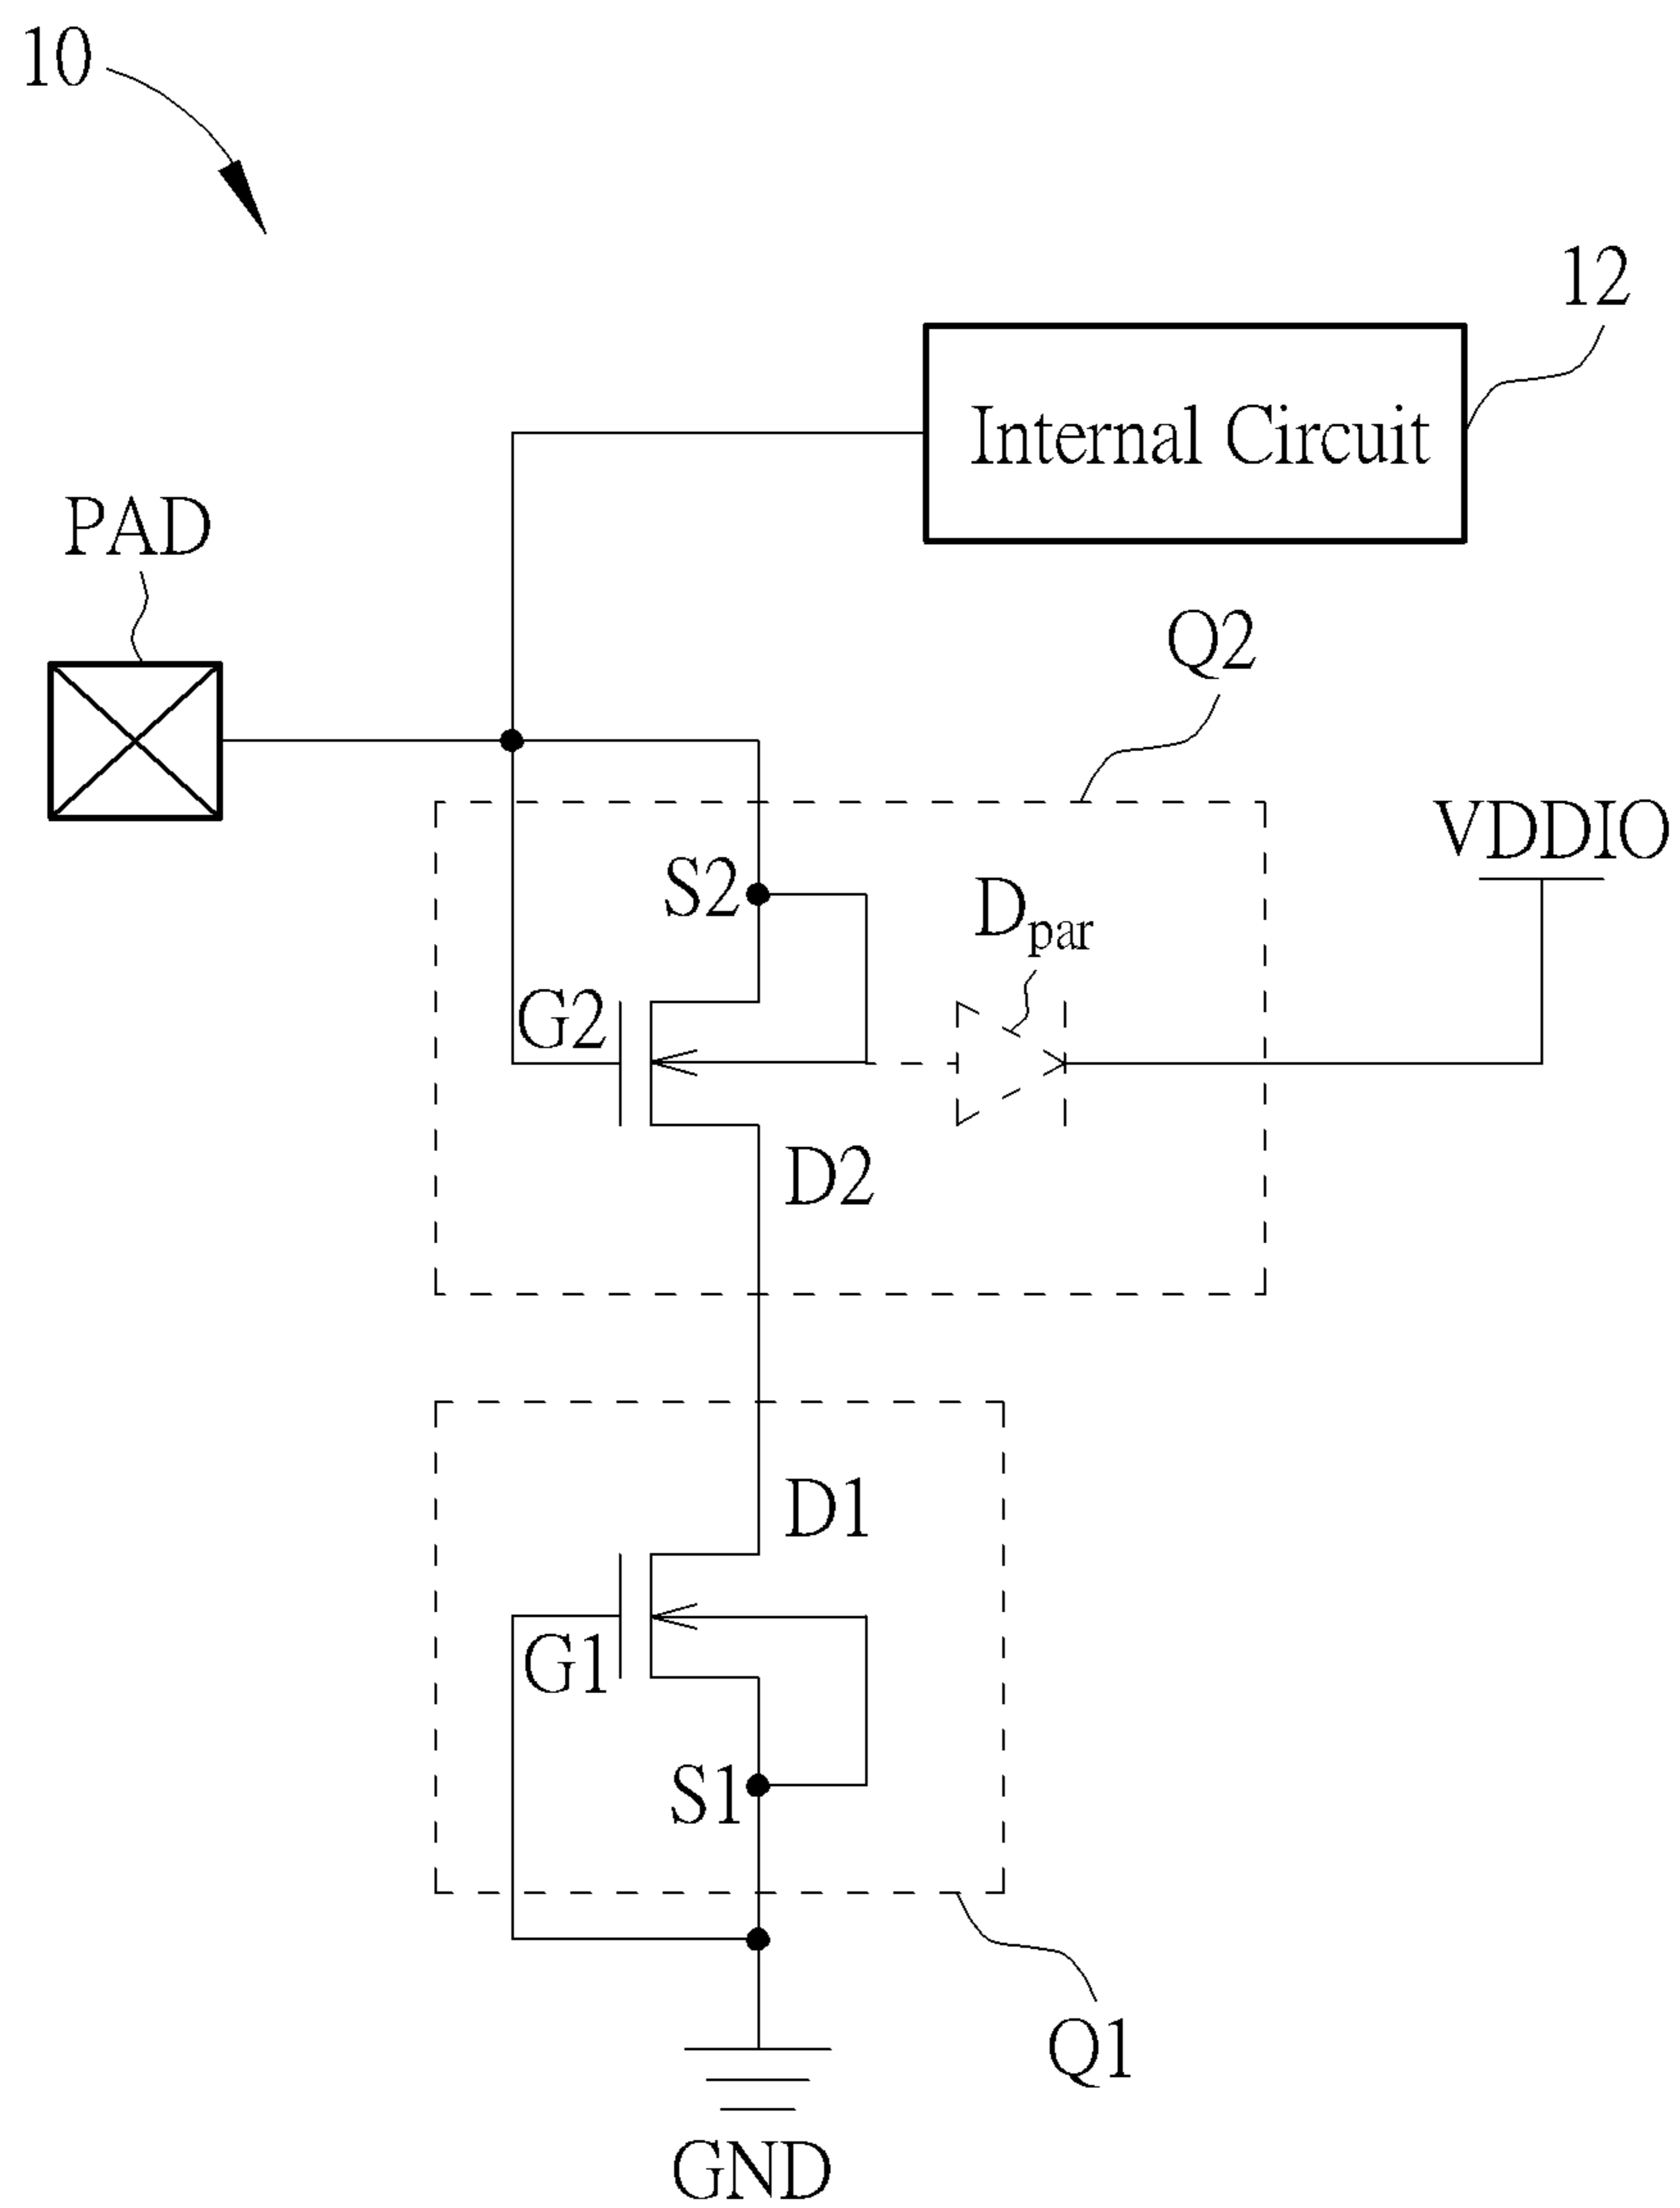 10
12
Internal Circuit
PAD
Q2
VDDIO
S2
Dpar
G2
D2
D1
G1
S1
Q1
GND